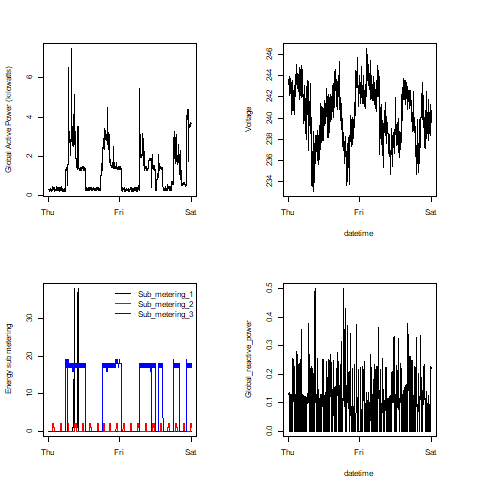 Global Active Power (kilowatts)
0 2 4 6
Thu Fri Sat
Voltage
234 236 238 240 242 244 246
Thu Fri Sat
datetime
Energy sub metering
0 10 20 30
Sub_metering_1
Sub_metering_2
Sub_metering_3
Thu Fri Sat
Global_reactive_power
0.0 0.1 0.2 0.3 0.4 0.5
Thu Fri Sat
datetime